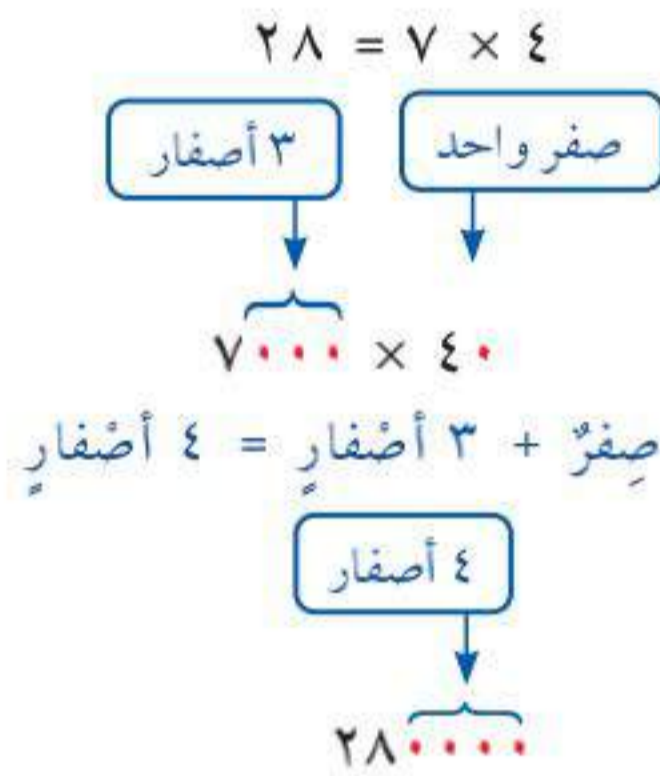 ٤ × ٧ = ٢٨
صفر واحد
٣ أصفار
٤٠ × ٧٠٠٠
صِفرٌ + ٣ أصْفارٍ = ٤ أصْفارٍ
٤ أصفار
٢٨٠٠٠٠